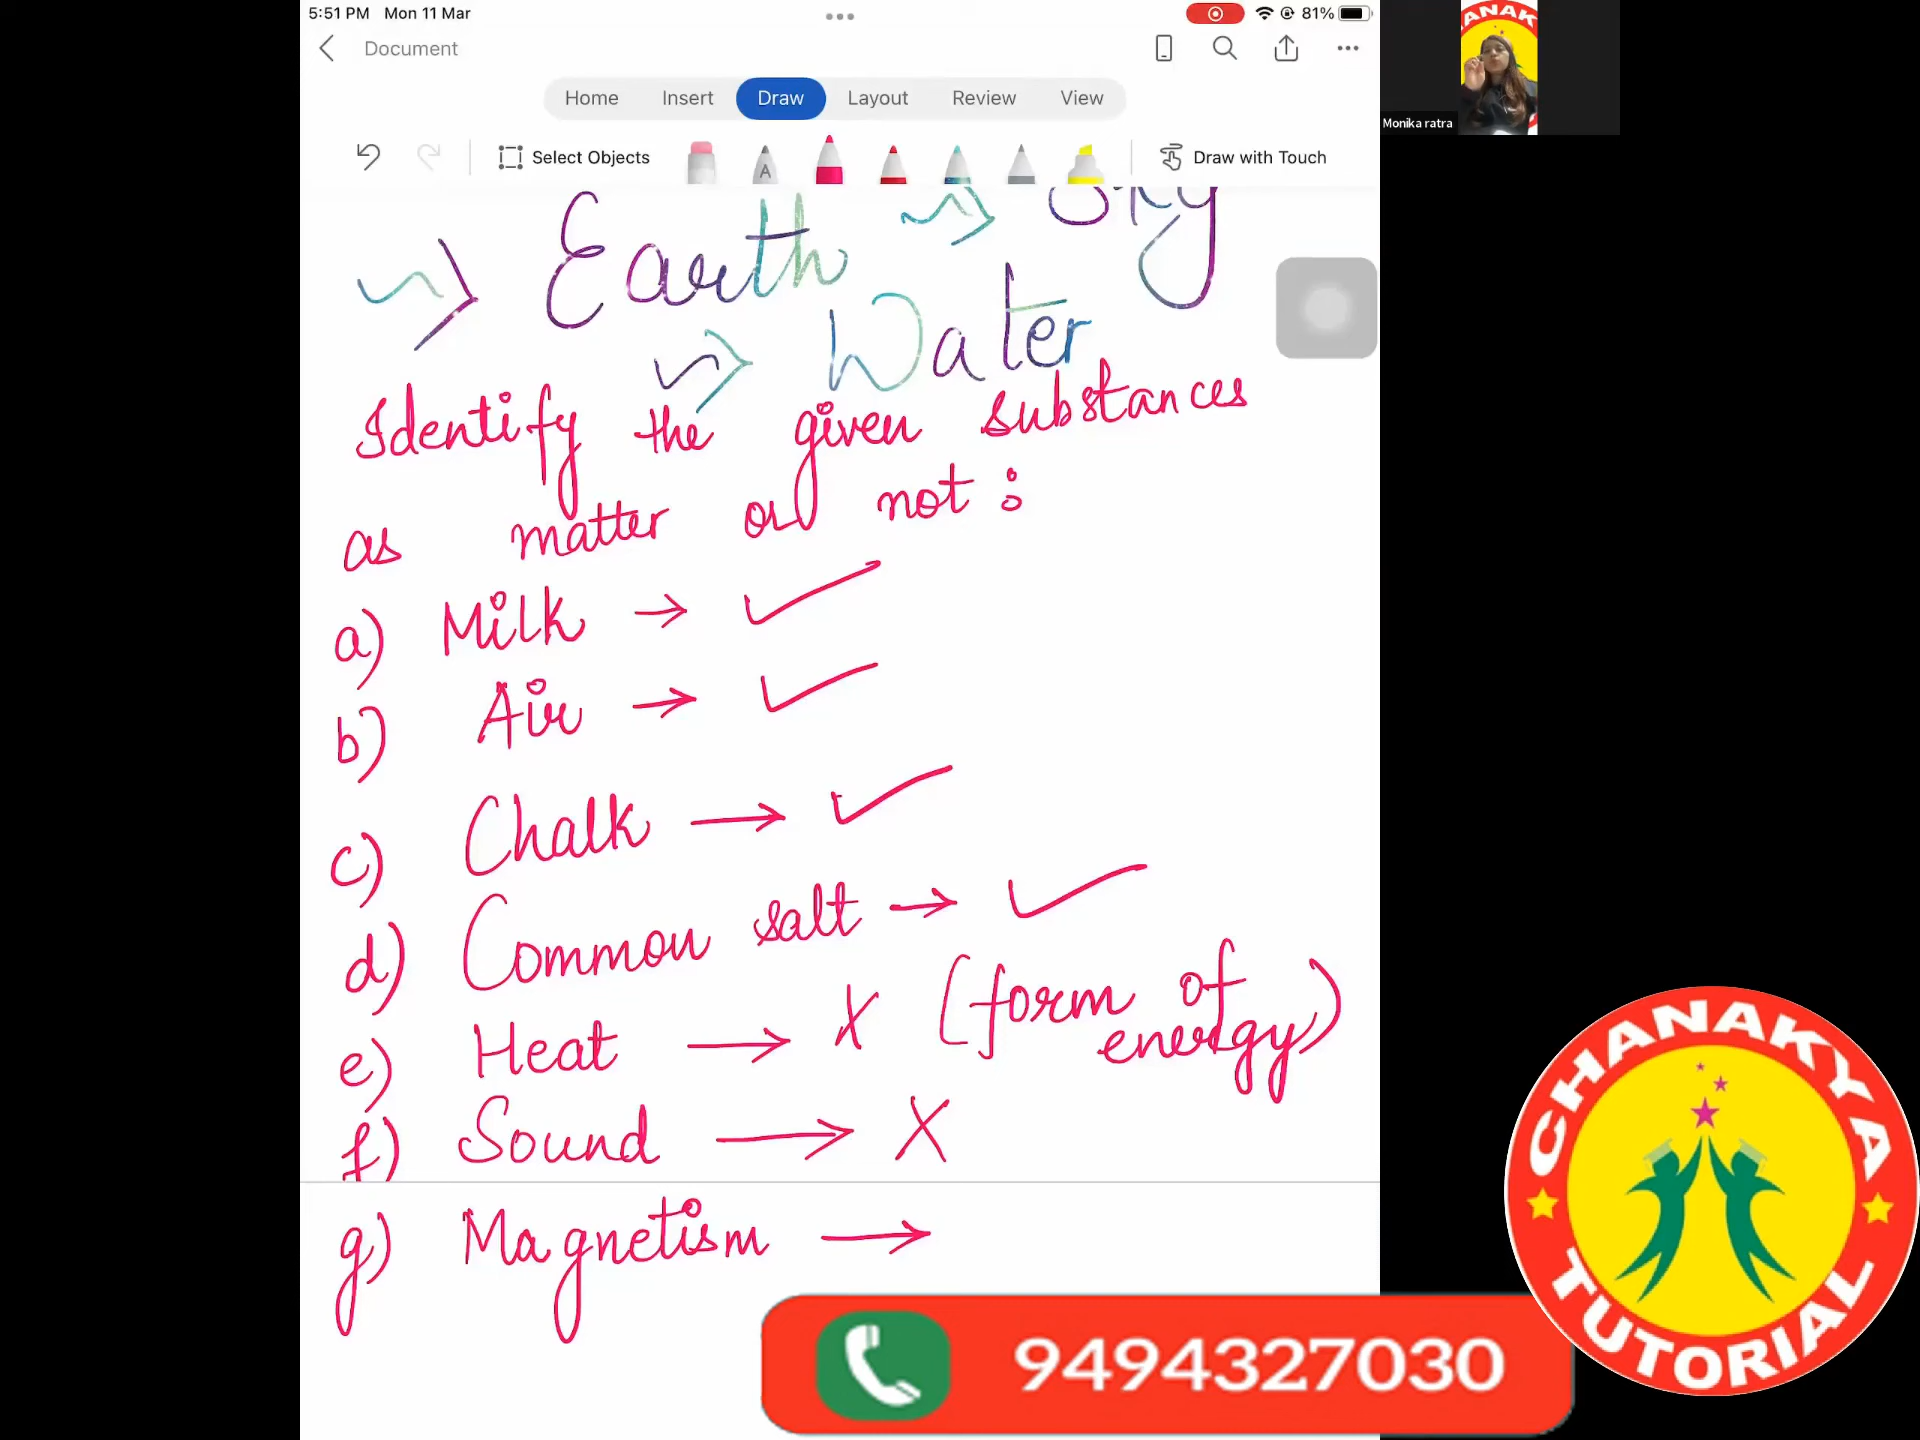 5:51 PM Mon 11 Mar
81%
Document
Home Insert Draw Layout Review View
Select Objects
A
Draw with Touch
Monika ratra
CHANAK
Earth
Sky
Water
Identify the given substances
as matter or not :
a) Milk → ✓
b) Air → ✓
c) Chalk → ✓
d) Common salt → ✓
e) Heat → X (form of energy)
f) Sound → X
g) Magnetism →
9494327030
CHANAKYA
TUTORIAL